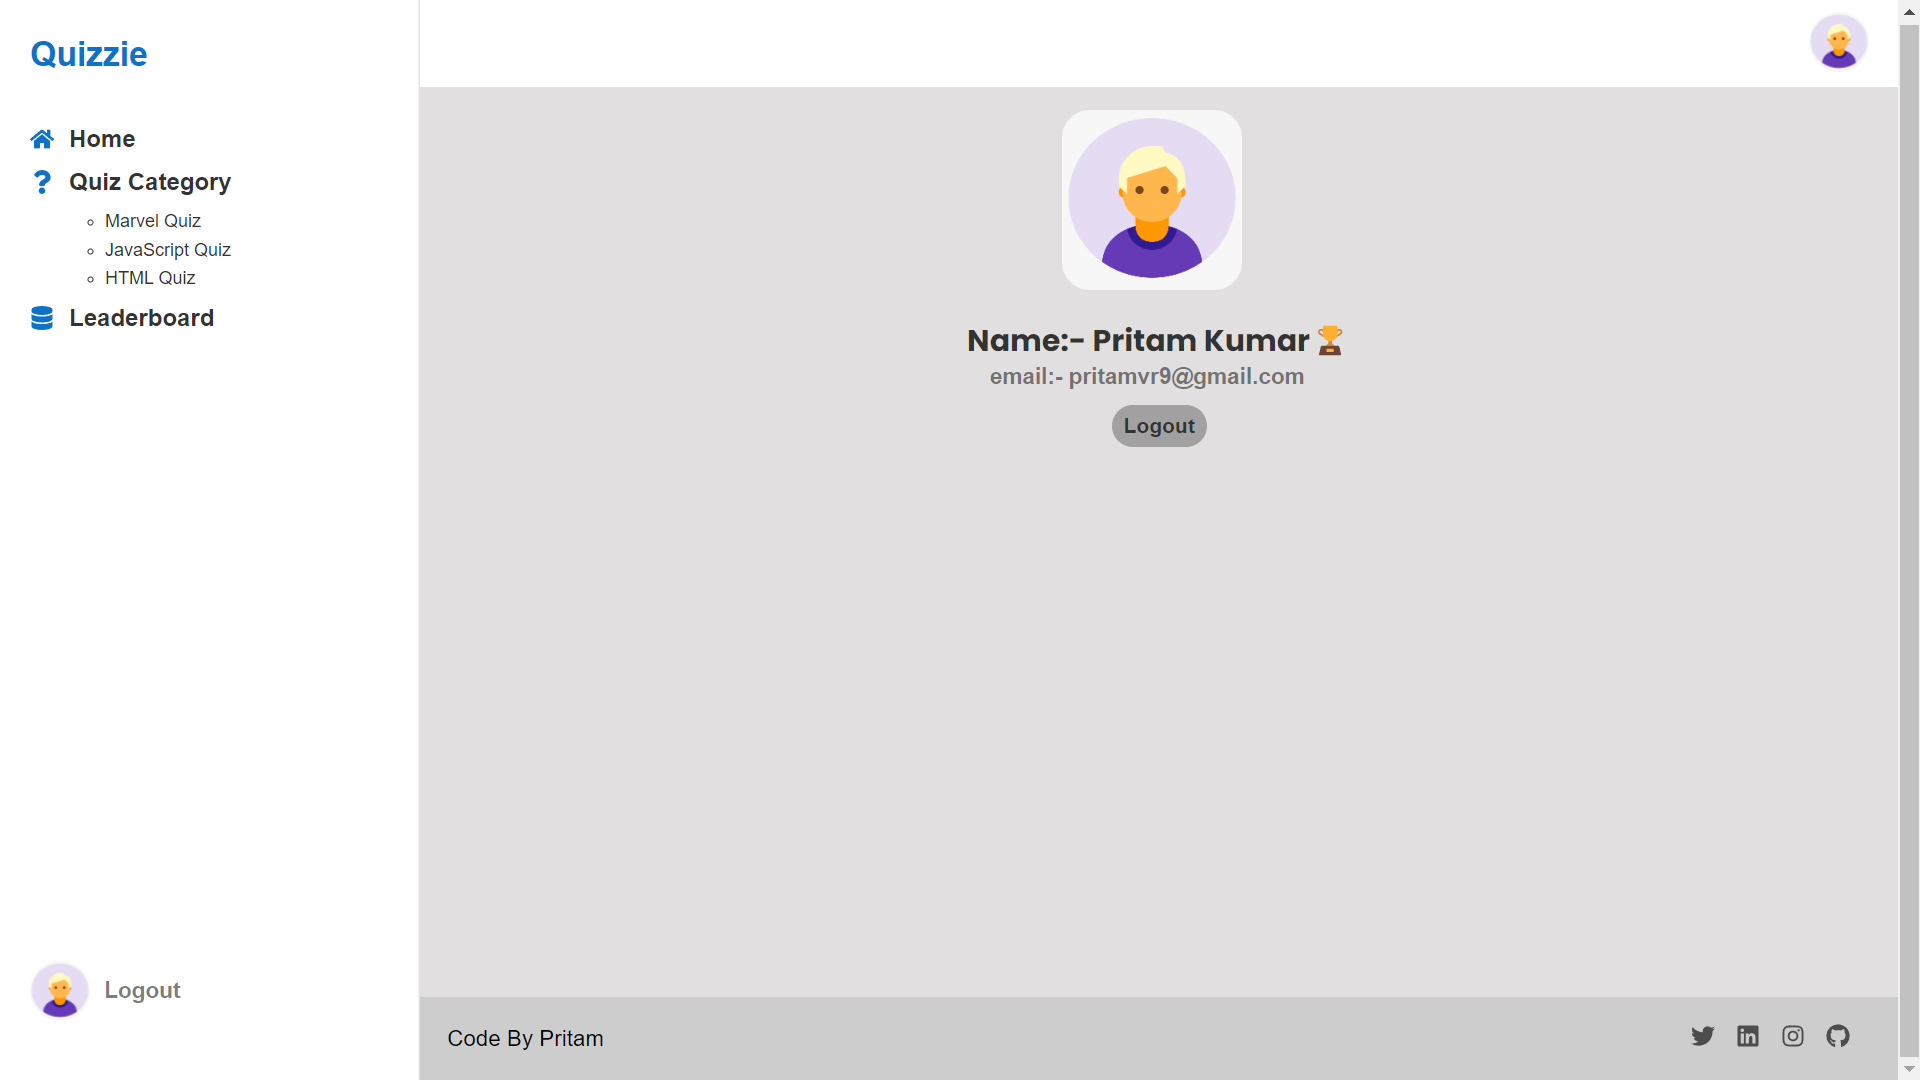 Quizzie
Home
Quiz Category
Marvel Quiz
JavaScript Quiz
HTML Quiz
Leaderboard
Logout
Name:- Pritam Kumar 🏆
email:- pritamvr9@gmail.com
Logout
Code By Pritam